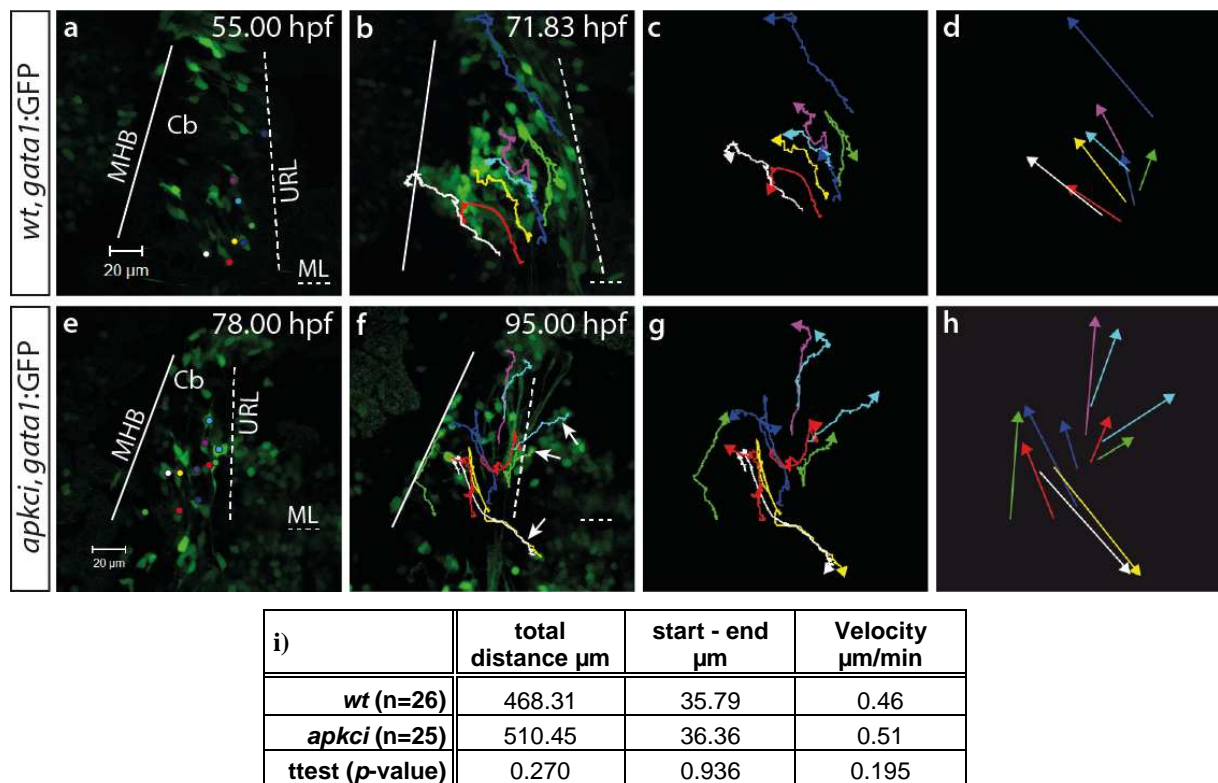 wt, gata1:GFP
a
55.00 hpf
MHB
Cb
URL
20 µm
ML
b
71.83 hpf
c
d
apkci, gata1:GFP
e
78.00 hpf
MHB
Cb
URL
20 µm
ML
f
95.00 hpf
g
h
i) total distance µm start - end µm Velocity µm/min
wt (n=26) 468.31 35.79 0.46
apkci (n=25) 510.45 36.36 0.51
ttest (p-value) 0.270 0.936 0.195